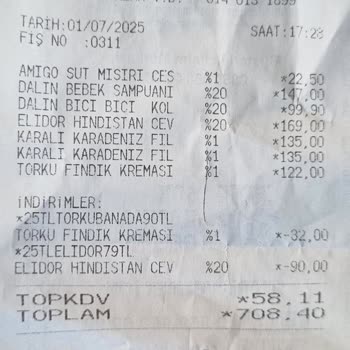 TARİH:01/07/2025 SAAT:17:28
FİŞ NO :0311
AMIGO SUT MISIRI CES %1 *22,50
DALIN BEBEK SAMPUANI %20 *147,00
DALIN BICI BICI KOL %20 *99,90
ELIDOR HINDISTAN CEV %20 *169,00
KARALI KARADENIZ FIL %1 *135,00
KARALI KARADENIZ FIL %1 *135,00
TORKU FINDIK KREMASI %1 *122,00
İNDİRİMLER:
*25TLTORKUBANADA90TL
TORKU FINDIK KREMASI %1 *-32,00
*25TLELIDOR79TL
ELIDOR HINDISTAN CEV %20 *-90,00
TOPKDV *58,11
TOPLAM *708,40